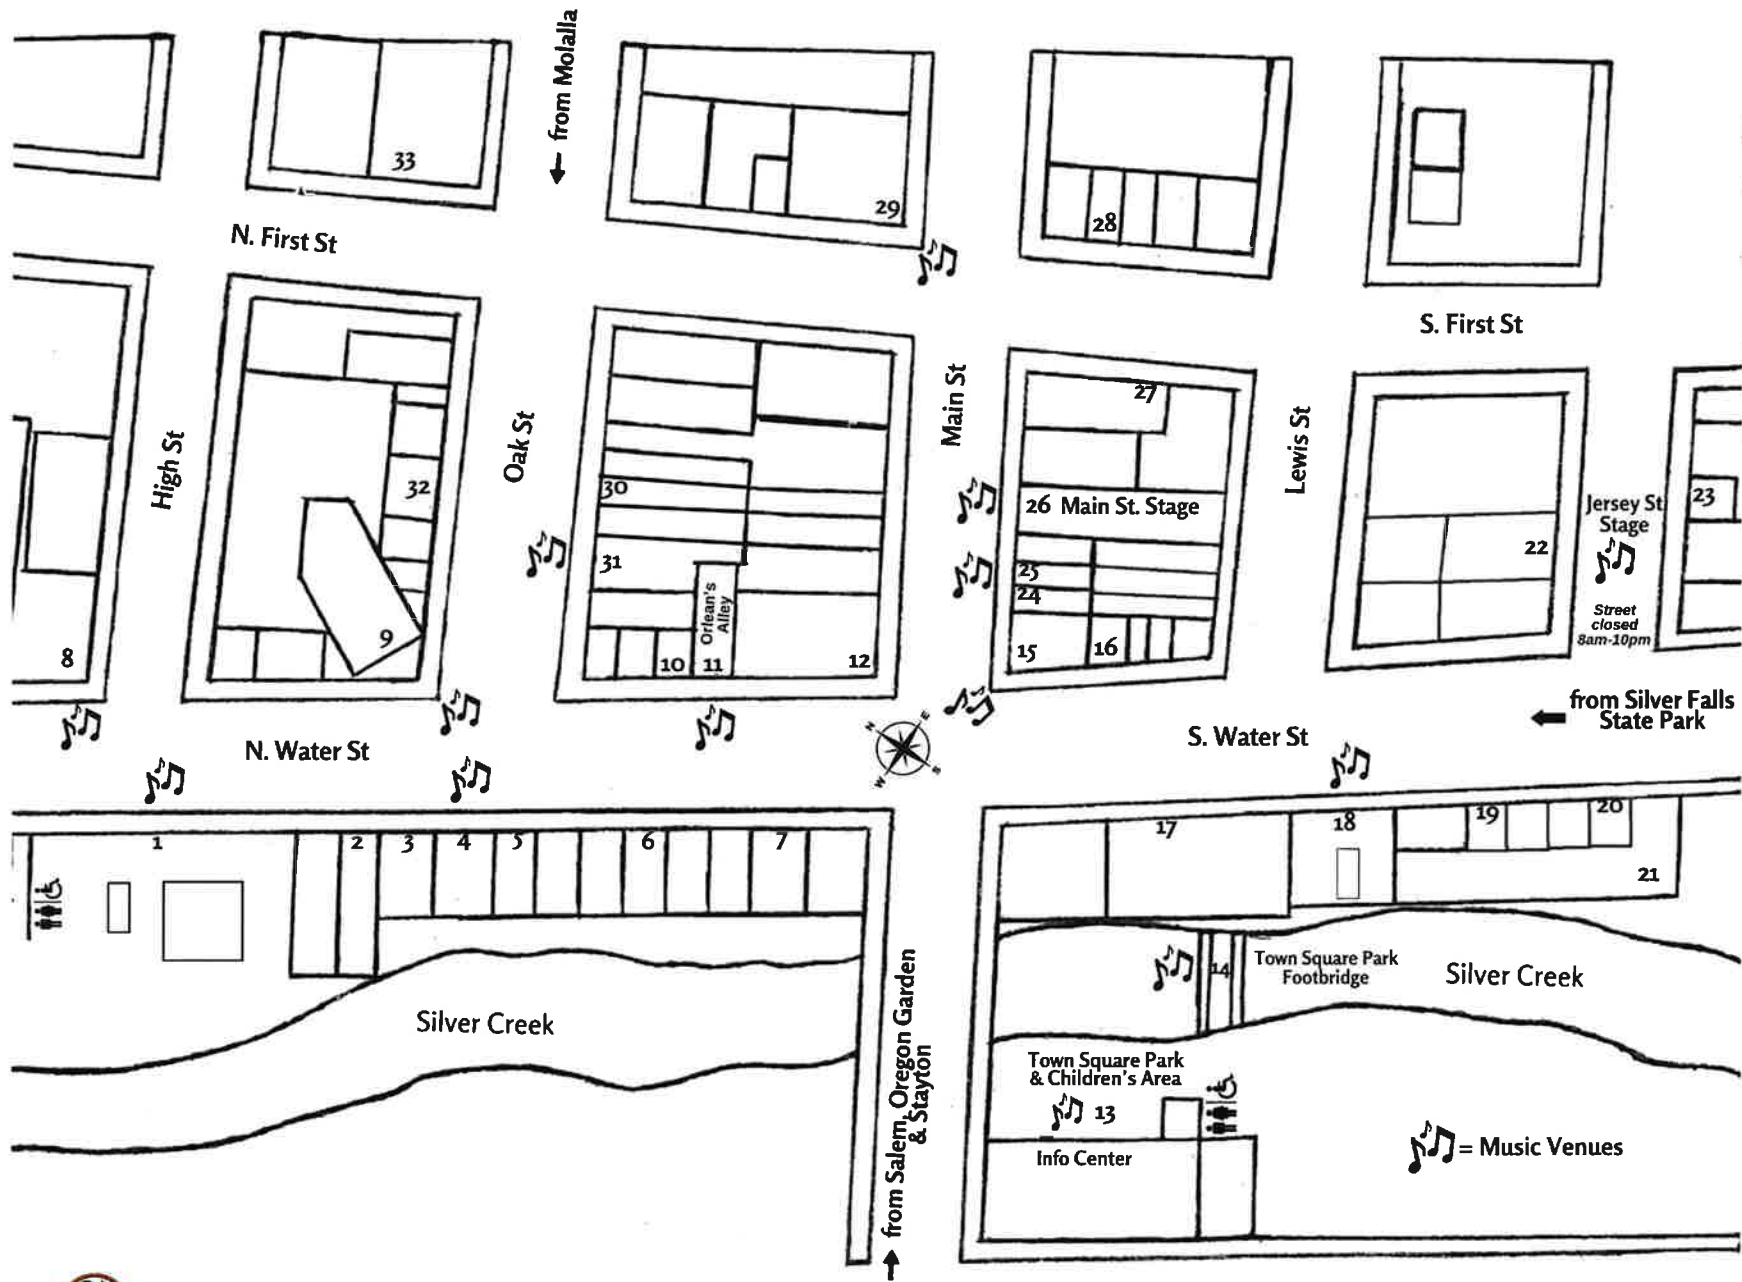 from Molalla
33
29
28
N. First St
S. First St
High St
Oak St
Main St
Lewis St
27
32
30
26 Main St. Stage
Jersey St
Stage
23
22
31
25
24
Street
closed
8am-10pm
Orlean's
Alley
8
9
10
11
12
15
16
from Silver Falls
State Park
N
E
W
S
N. Water St
S. Water St
1
2
3
4
5
6
7
17
18
19
20
21
14
Town Square Park
Footbridge
Silver Creek
Silver Creek
from Salem, Oregon Garden
& Stayton
Town Square Park
& Children's Area
13
Info Center
= Music Venues